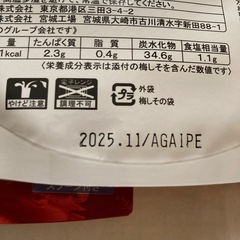 株式会社 東京都港区三田3-4-2
株式会社 宮城工場 宮城県大崎市古川清水字新田88-1
のグループ会社です)
たんぱく質 脂質 炭水化物 食塩相当量
1kcal 2.3g 0.4g 34.6g 1.1g
(栄養成分表示は添付の梅しそを含んだ数値です)
やけど注意
電子レンジ
調理不可
プラ
外袋
梅しその袋
2025.11/AGAIPE